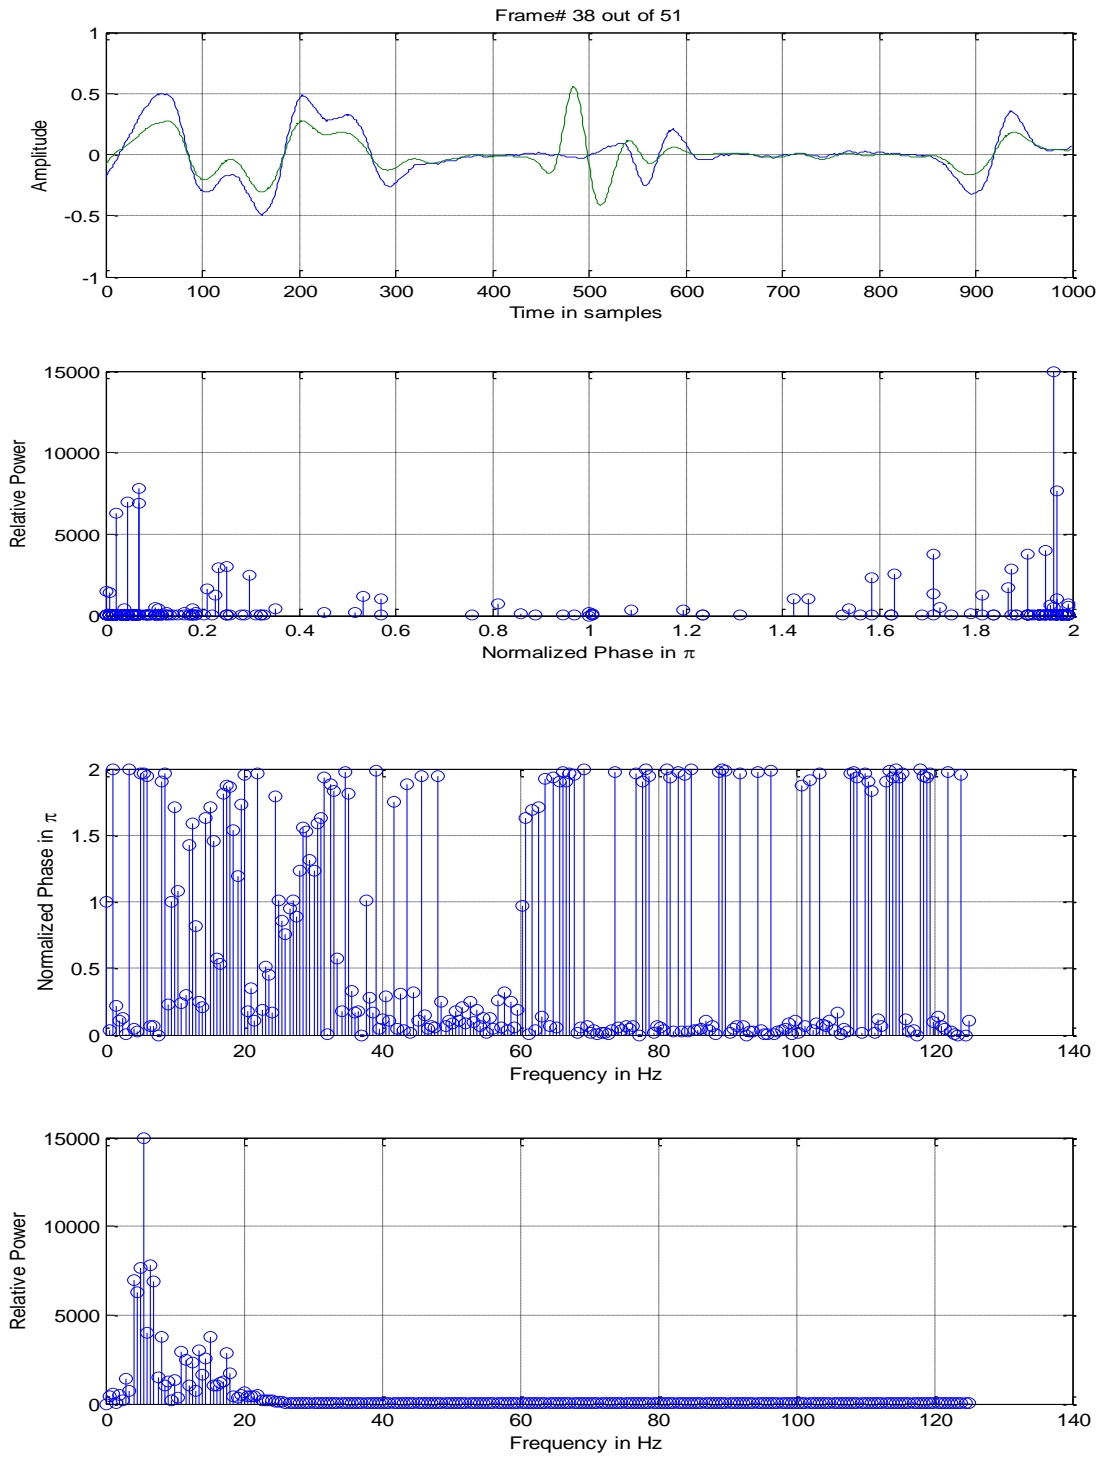 Frame# 38 out of 51
1
0.5
0
-0.5
-1
Amplitude
0 100 200 300 400 500 600 700 800 900 1000
Time in samples
15000
10000
5000
0
Relative Power
0 0.2 0.4 0.6 0.8 1 1.2 1.4 1.6 1.8 2
Normalized Phase in π
2
1.5
1
0.5
0
Normalized Phase in π
0 20 40 60 80 100 120 140
Frequency in Hz
15000
10000
5000
0
Relative Power
0 20 40 60 80 100 120 140
Frequency in Hz